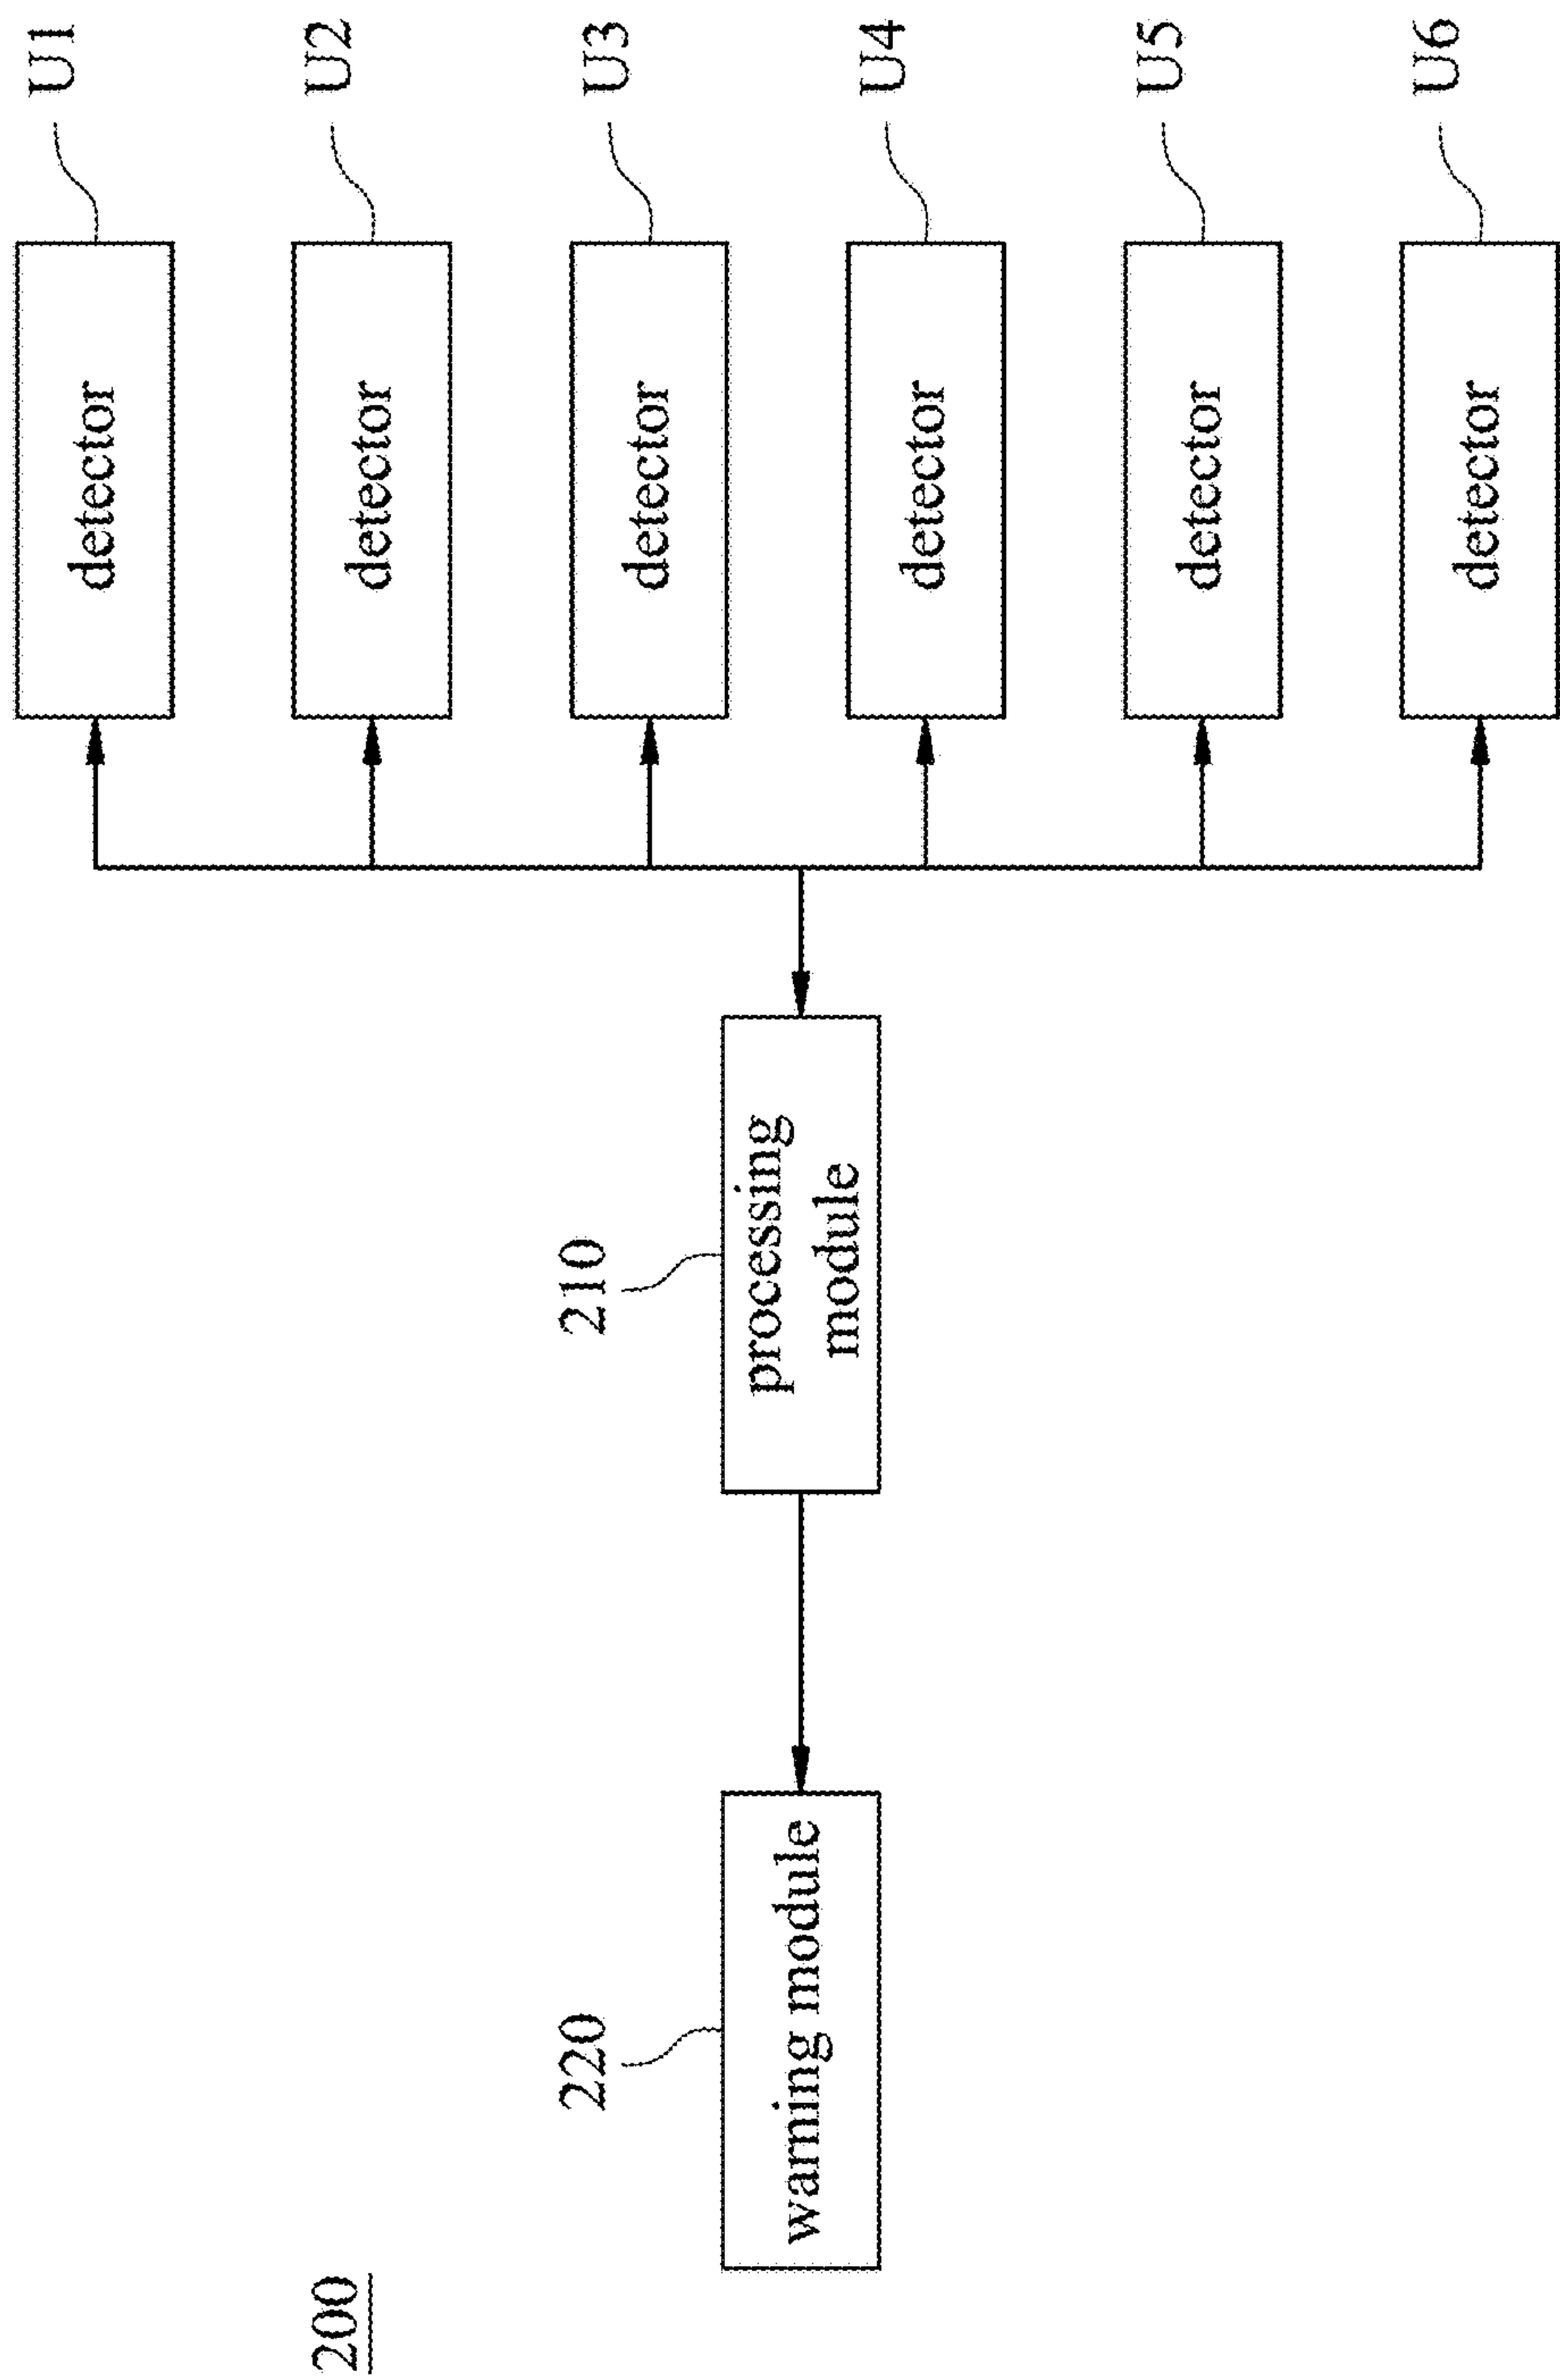 200
220
warning module
210
processing
module
detector
U1
detector
U2
detector
U3
detector
U4
detector
U5
detector
U6